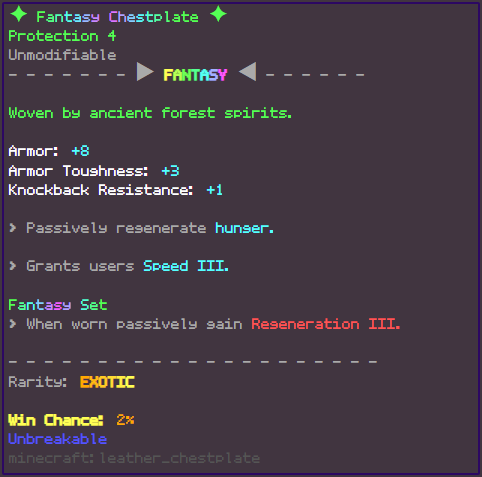 ✦ Fantasy Chestplate ✦
Protection 4
Unmodifiable
- - - - - - - ▶ FANTASY ◀ - - - - - -
Woven by ancient forest spirits.
Armor: +8
Armor Toughness: +3
Knockback Resistance: +1
> Passively regenerate hunger.
> Grants users Speed III.
Fantasy Set
> When worn passively gain Regeneration III.
- - - - - - - - - - - - - - - - - - - - -
Rarity: EXOTIC
Win Chance: 2%
Unbreakable
minecraft:leather_chestplate